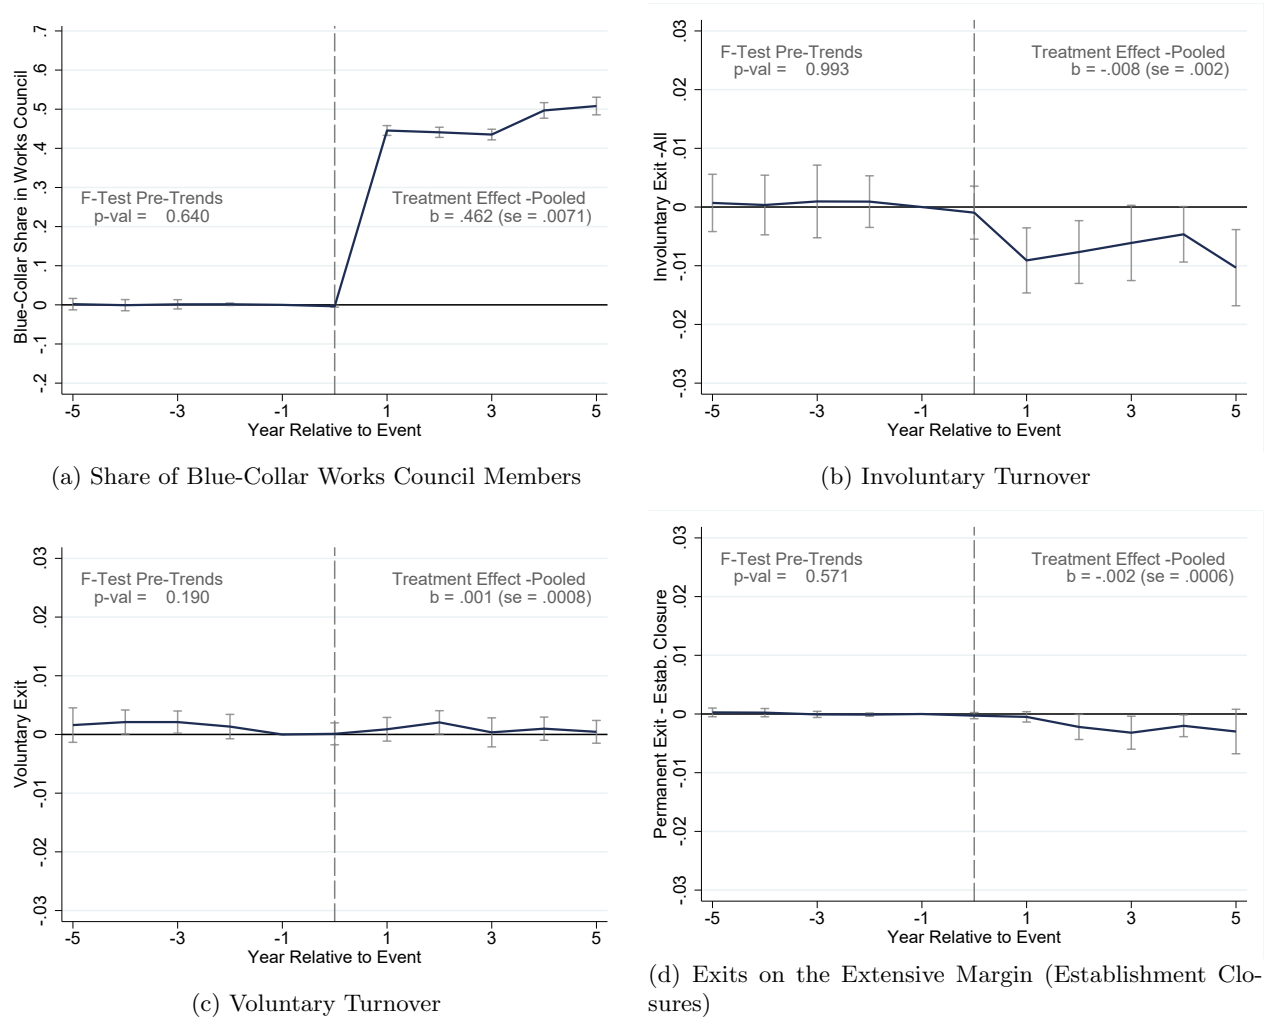 Blue-Collar Share in Works Council
.7
.6
.5
.4
.3
.2
.1
0
-.1
-.2
F-Test Pre-Trends
p-val = 0.640
Treatment Effect -Pooled
b = .462 (se = .0071)
-5 -3 -1 1 3 5
Year Relative to Event
(a) Share of Blue-Collar Works Council Members
Involuntary Exit -All
.03
.02
.01
0
-.01
-.02
-.03
F-Test Pre-Trends
p-val = 0.993
Treatment Effect -Pooled
b = -.008 (se = .002)
-5 -3 -1 1 3 5
Year Relative to Event
(b) Involuntary Turnover
Voluntary Exit
.03
.02
.01
0
-.01
-.02
-.03
F-Test Pre-Trends
p-val = 0.190
Treatment Effect -Pooled
b = .001 (se = .0008)
-5 -3 -1 1 3 5
Year Relative to Event
(c) Voluntary Turnover
Permanent Exit - Estab. Closure
.03
.02
.01
0
-.01
-.02
-.03
F-Test Pre-Trends
p-val = 0.571
Treatment Effect -Pooled
b = -.002 (se = .0006)
-5 -3 -1 1 3 5
Year Relative to Event
(d) Exits on the Extensive Margin (Establishment Clo-
sures)